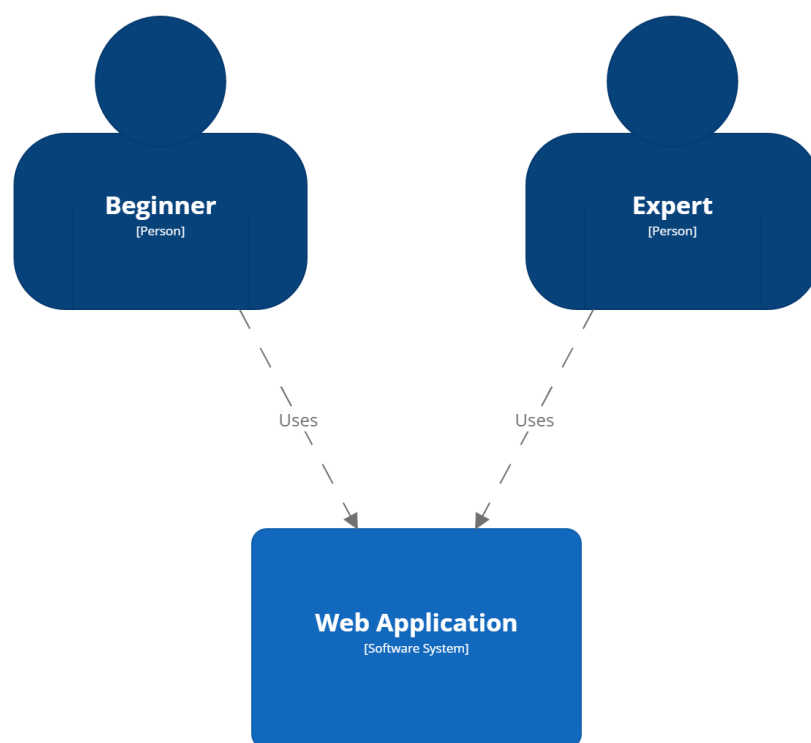 Beginner
[Person]
Expert
[Person]
Uses
Uses
Web Application
[Software System]